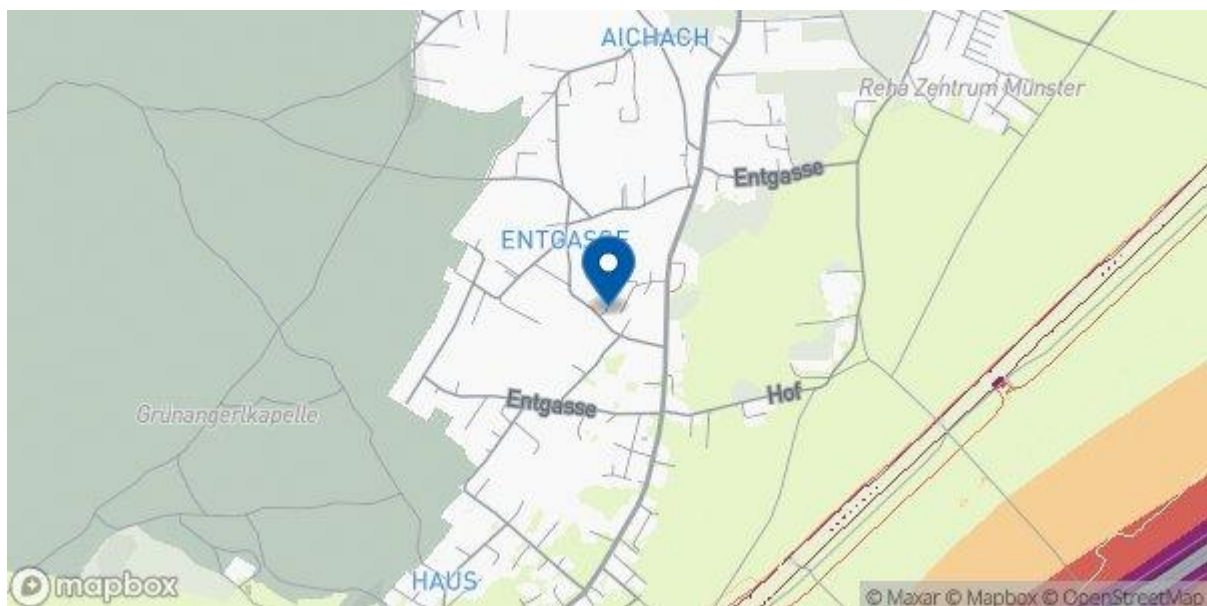 AICHACH
Reha Zentrum Münster
Entgasse
ENTGASSE
Grünangerlkapelle
Entgasse
Hof
HAUS
mapbox
© Maxar © Mapbox © OpenStreetMap